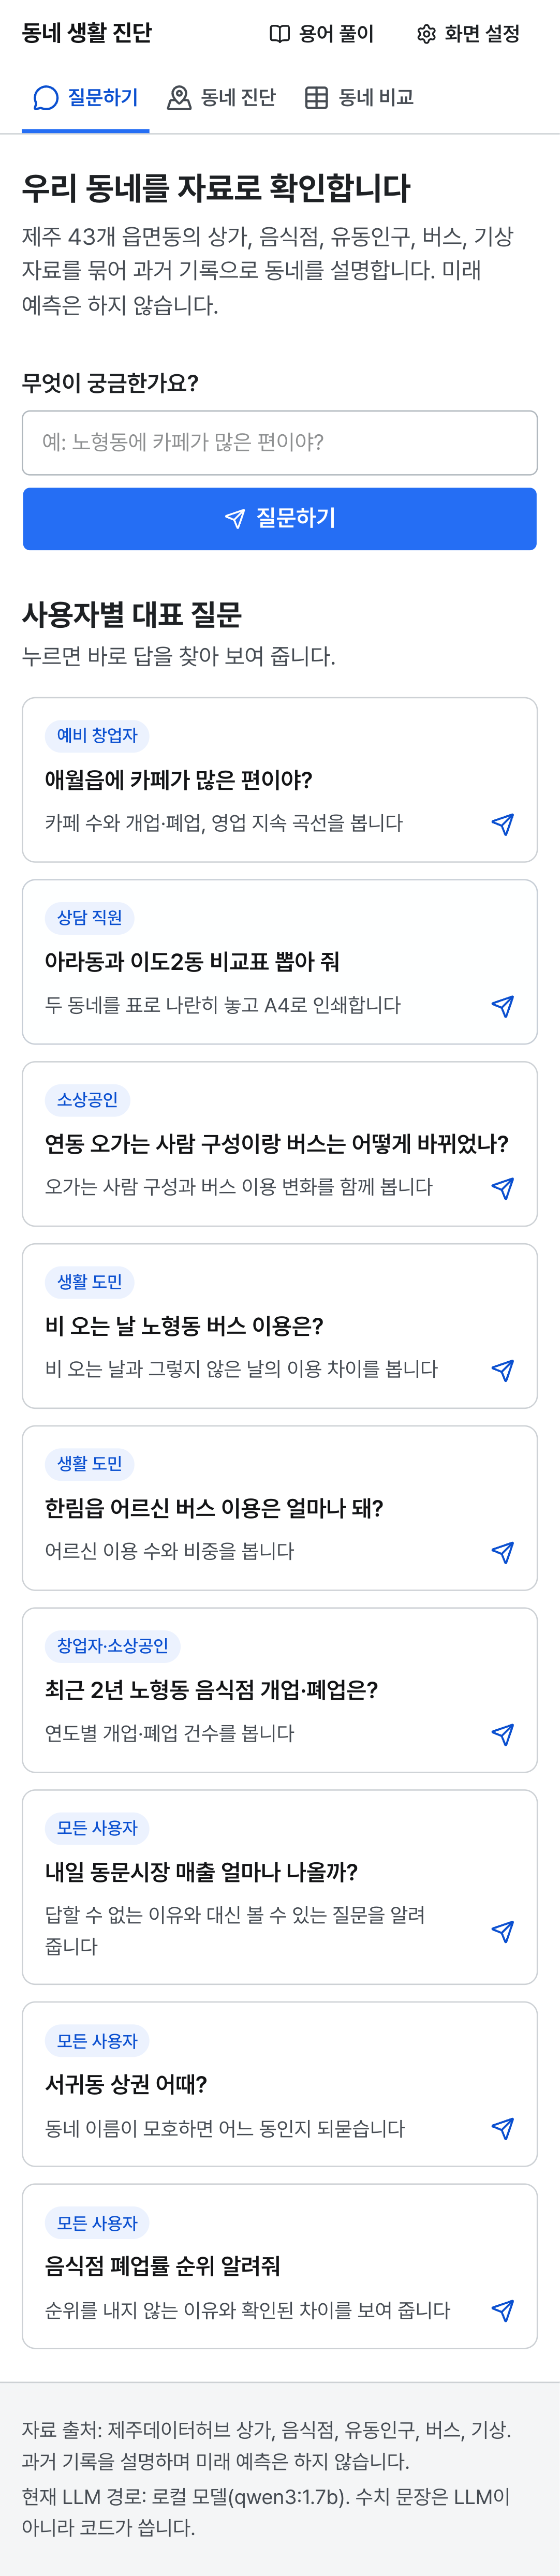 동네 생활 진단
용어 풀이
화면 설정
질문하기
동네 진단
동네 비교
우리 동네를 자료로 확인합니다
제주 43개 읍면동의 상가, 음식점, 유동인구, 버스, 기상
자료를 묶어 과거 기록으로 동네를 설명합니다. 미래
예측은 하지 않습니다.
무엇이 궁금한가요?
예: 노형동에 카페가 많은 편이야?
질문하기
사용자별 대표 질문
누르면 바로 답을 찾아 보여 줍니다.
예비 창업자
애월읍에 카페가 많은 편이야?
카페 수와 개업·폐업, 영업 지속 곡선을 봅니다
상담 직원
아라동과 이도2동 비교표 뽑아 줘
두 동네를 표로 나란히 놓고 A4로 인쇄합니다
소상공인
연동 오가는 사람 구성이랑 버스는 어떻게 바뀌었나?
오가는 사람 구성과 버스 이용 변화를 함께 봅니다
생활 도민
비 오는 날 노형동 버스 이용은?
비 오는 날과 그렇지 않은 날의 이용 차이를 봅니다
생활 도민
한림읍 어르신 버스 이용은 얼마나 돼?
어르신 이용 수와 비중을 봅니다
창업자·소상공인
최근 2년 노형동 음식점 개업·폐업은?
연도별 개업·폐업 건수를 봅니다
모든 사용자
내일 동문시장 매출 얼마나 나올까?
답할 수 없는 이유와 대신 볼 수 있는 질문을 알려
줍니다
모든 사용자
서귀동 상권 어때?
동네 이름이 모호하면 어느 동인지 되묻습니다
모든 사용자
음식점 폐업률 순위 알려줘
순위를 내지 않는 이유와 확인된 차이를 보여 줍니다
자료 출처: 제주데이터허브 상가, 음식점, 유동인구, 버스, 기상.
과거 기록을 설명하며 미래 예측은 하지 않습니다.
현재 LLM 경로: 로컬 모델(qwen3:1.7b). 수치 문장은 LLM이
아니라 코드가 씁니다.